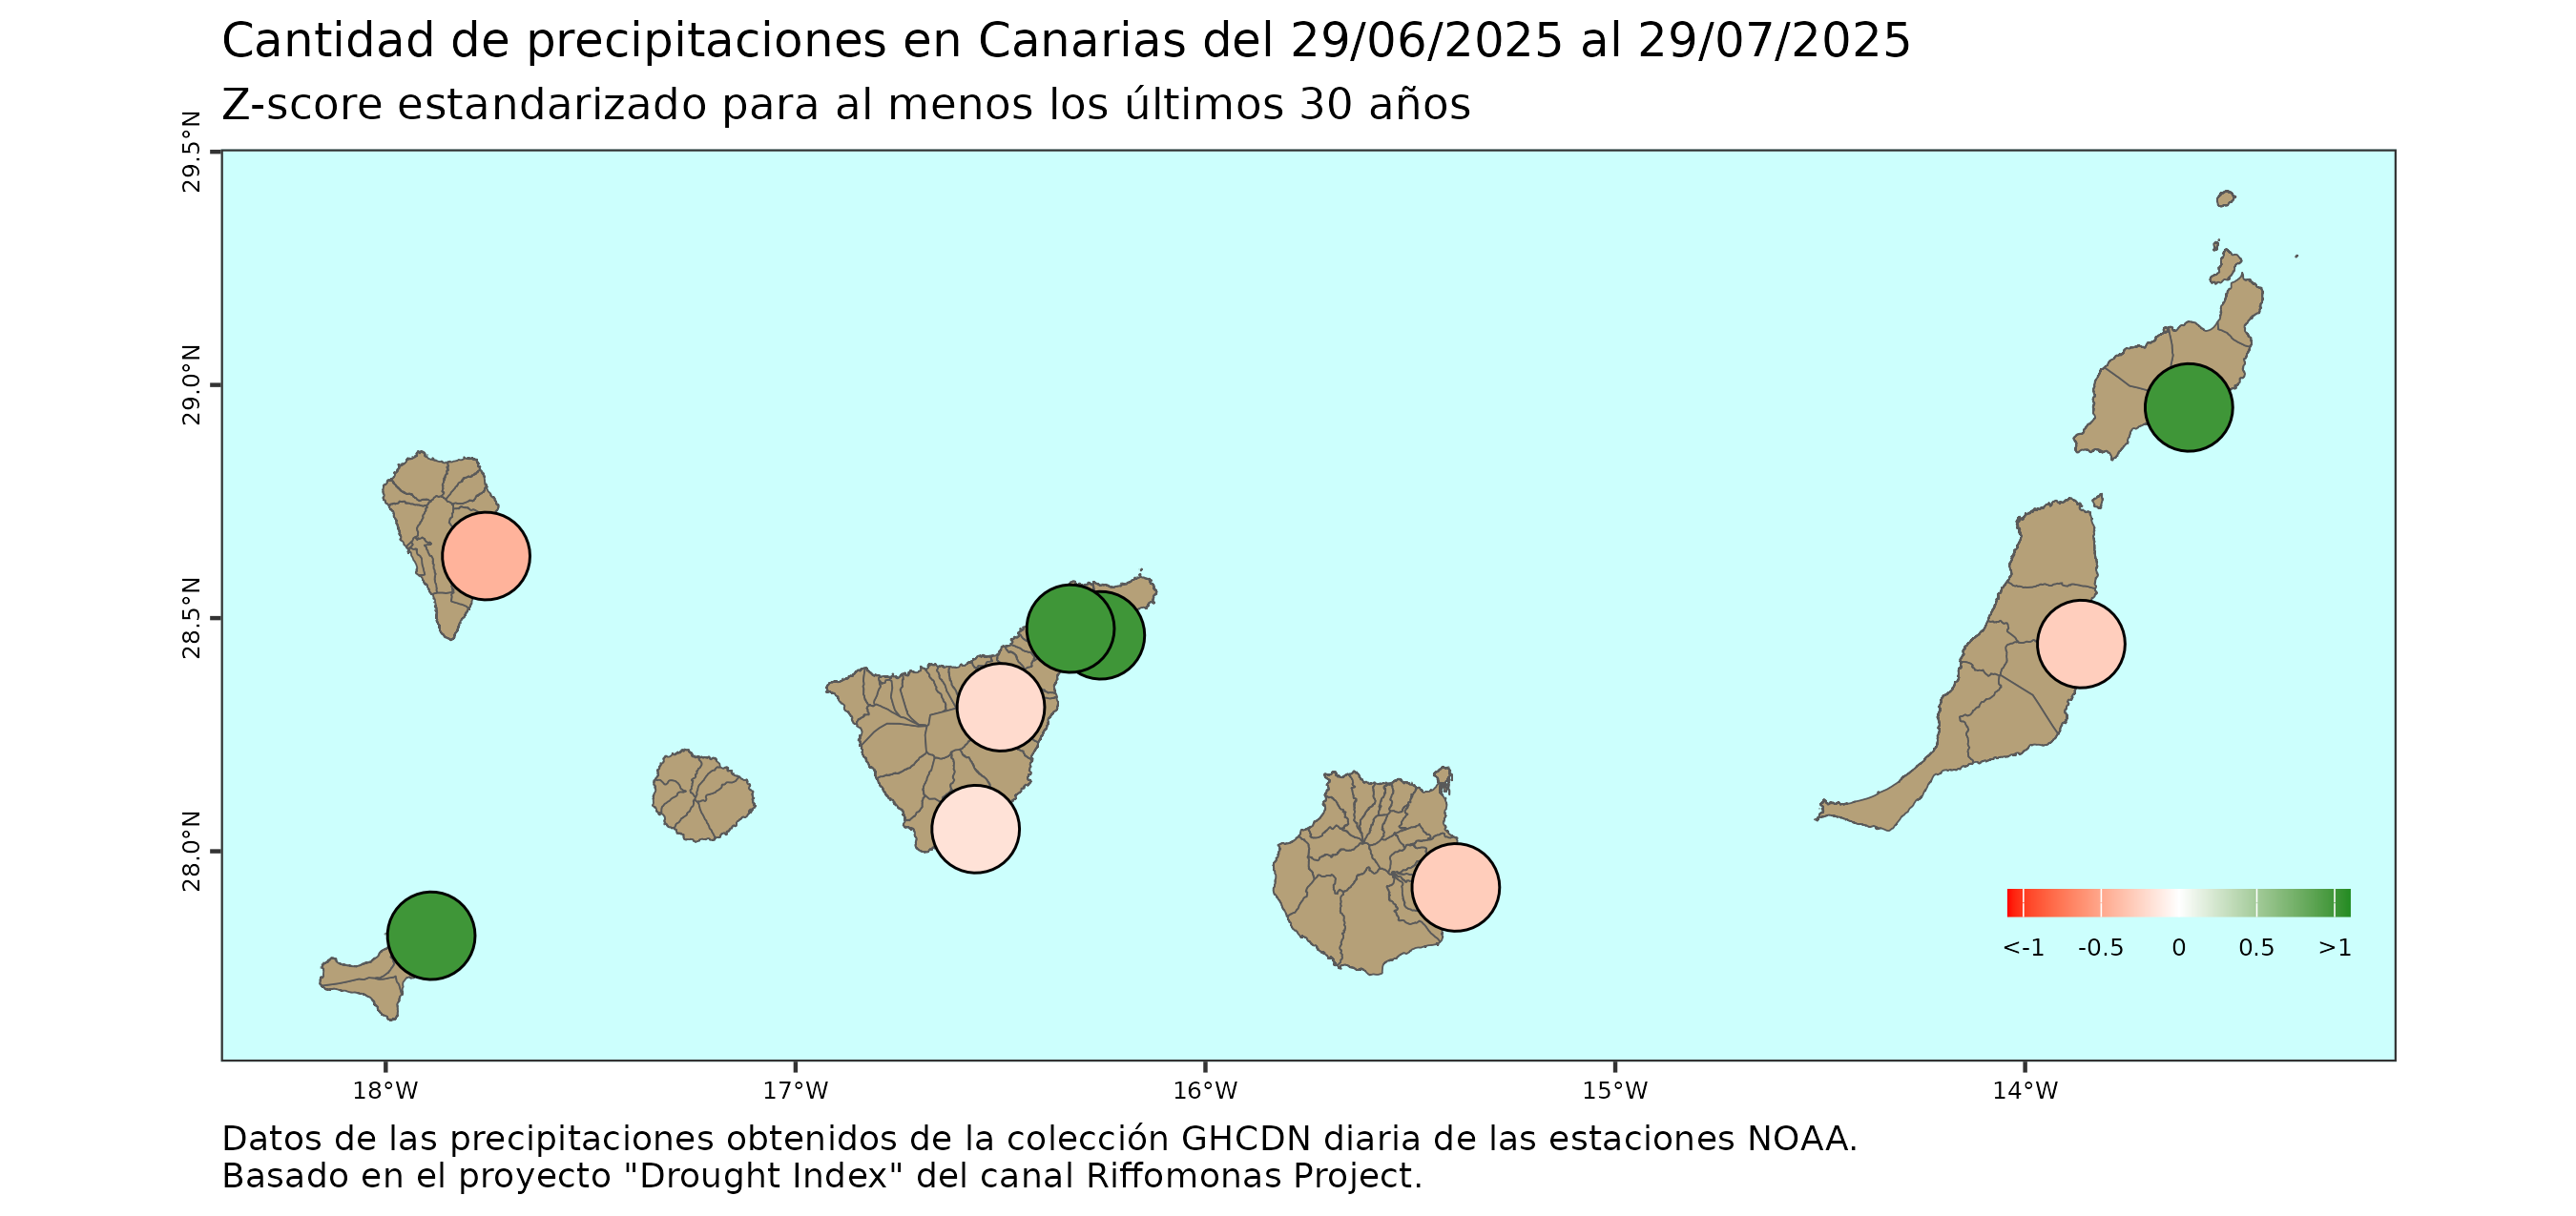 Cantidad de precipitaciones en Canarias del 29/06/2025 al 29/07/2025
Z-score estandarizado para al menos los últimos 30 años
29.5°N
29.0°N
28.5°N
28.0°N
<-1 -0.5 0 0.5 >1
18°W 17°W 16°W 15°W 14°W
Datos de las precipitaciones obtenidos de la colección GHCDN diaria de las estaciones NOAA.
Basado en el proyecto "Drought Index" del canal Riffomonas Project.